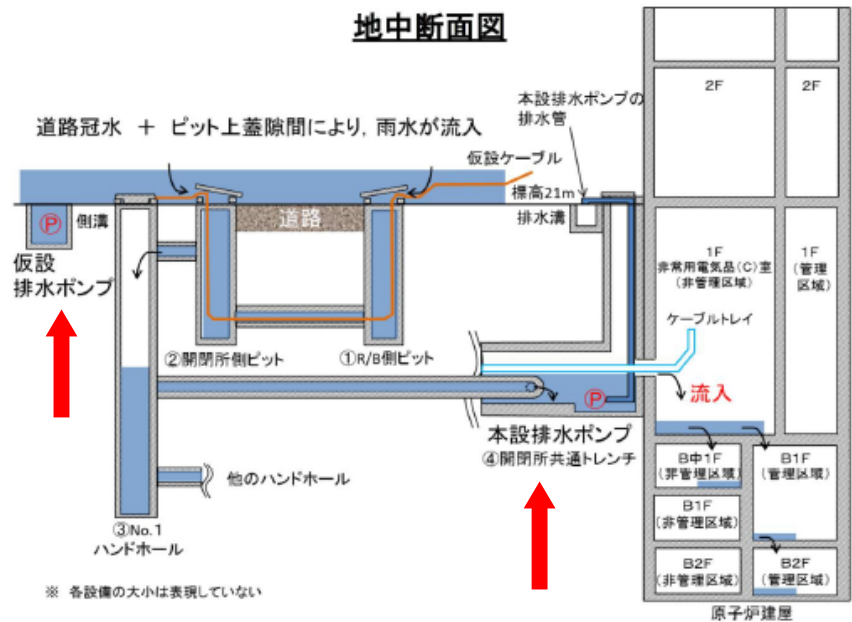 地中断面図
道路冠水 ＋ ピット上蓋隙間により，雨水が流入
仮設ケーブル
本設排水ポンプの
排水管
標高21m
排水溝
道路
Ｐ
側溝
仮設
排水ポンプ
②開閉所側ピット
①R/B側ピット
Ｐ
本設排水ポンプ
④開閉所共通トレンチ
他のハンドホール
③No.1
ハンドホール
※ 各設備の大小は表現していない
2F
2F
1F
非常用電気品(C)室
(非管理区域)
1F
(管理
区域)
ケーブルトレイ
流入
B中1F
(非管理区域)
B1F
(管理区域)
B1F
(非管理区域)
B2F
(非管理区域)
B2F
(管理区域)
原子炉建屋